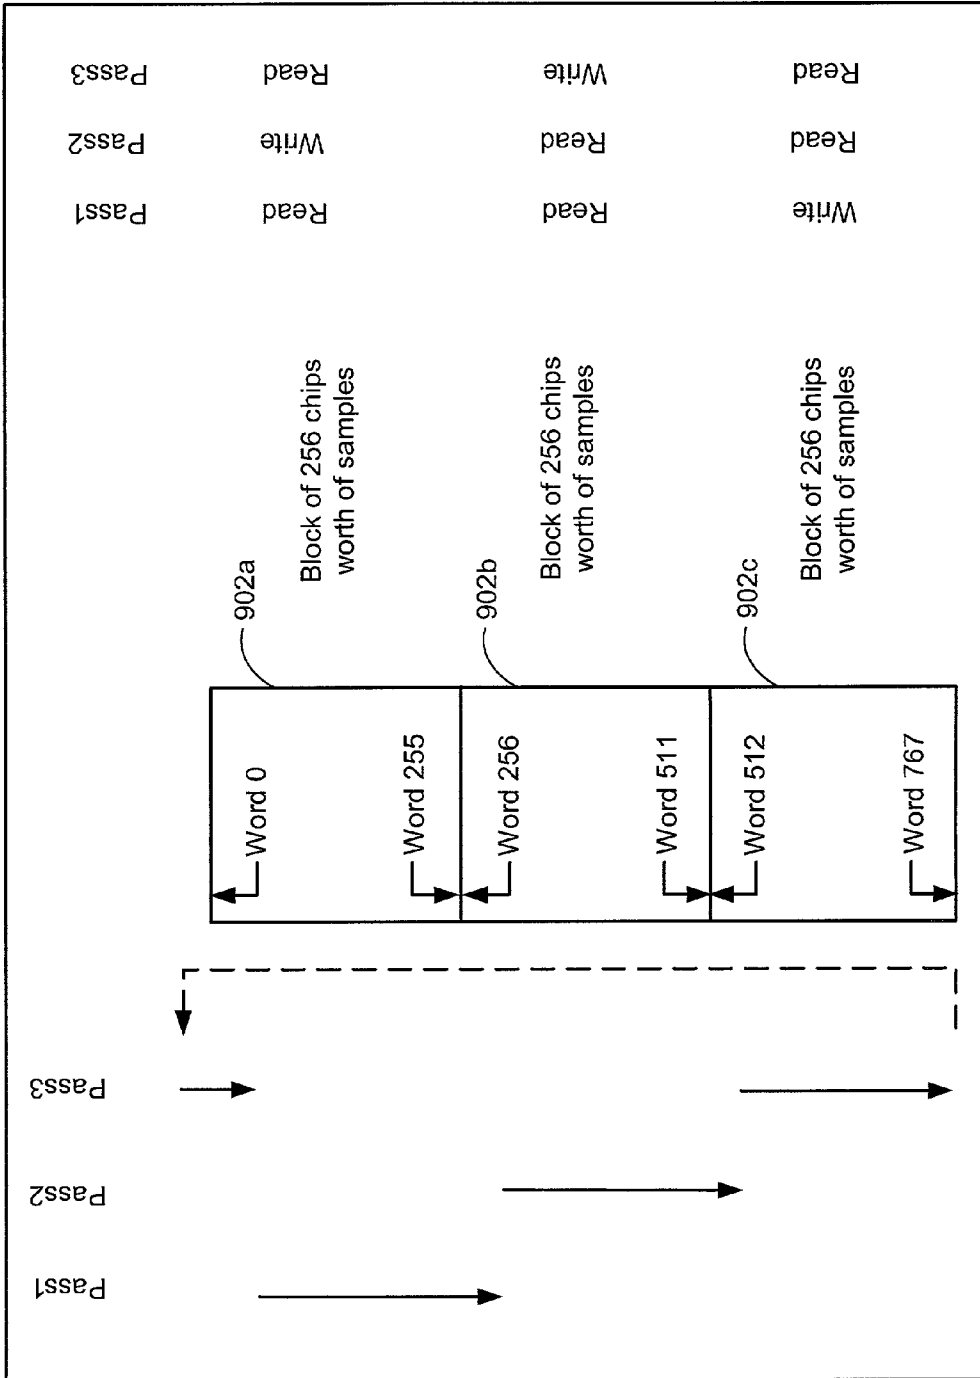 Pass3
Read
Write
Read
Pass2
Write
Read
Read
Pass1
Read
Read
Write
902a
Block of 256 chips
worth of samples
902b
Block of 256 chips
worth of samples
902c
Block of 256 chips
worth of samples
Word 0
Word 255
Word 256
Word 511
Word 512
Word 767
Pass3
Pass2
Pass1